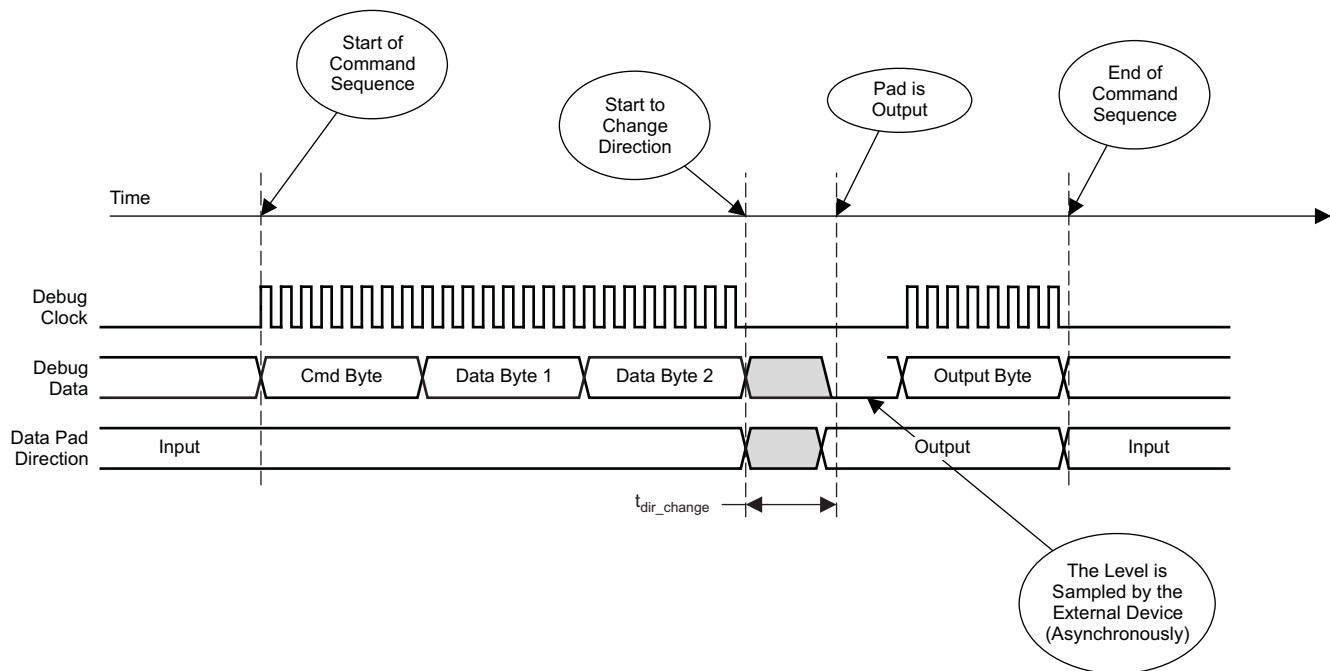 Start of
Command
Sequence
Start to
Change
Direction
Pad is
Output
End of
Command
Sequence
Time
Debug
Clock
Debug
Data
Cmd Byte
Data Byte 1
Data Byte 2
Output Byte
Data Pad
Direction
Input
Output
Input
tdir_change
The Level is
Sampled by the
External Device
(Asynchronously)